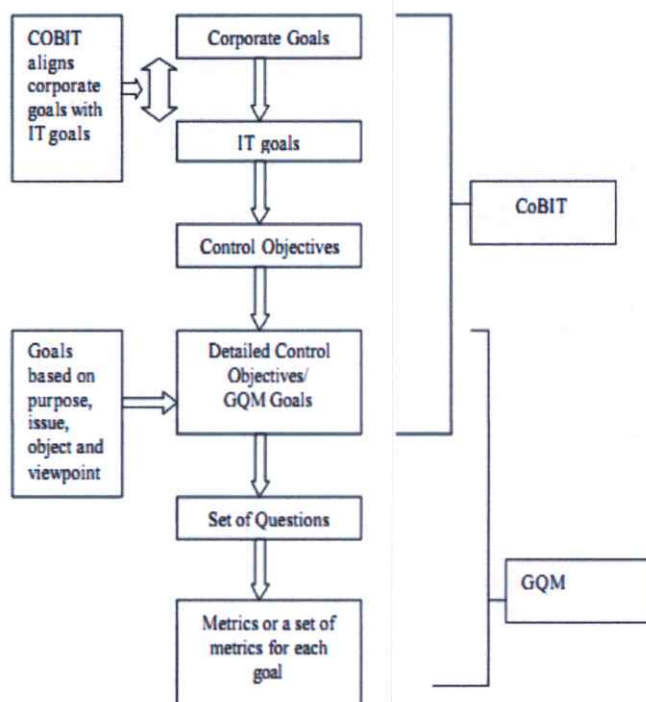 COBIT
aligns
corporate
goals with
IT goals
Corporate Goals
IT goals
Control Objectives
CoBIT
Goals
based on
purpose,
issue,
object and
viewpoint
Detailed Control
Objectives/
GQM Goals
Set of Questions
GQM
Metrics or a set of
metrics for each
goal